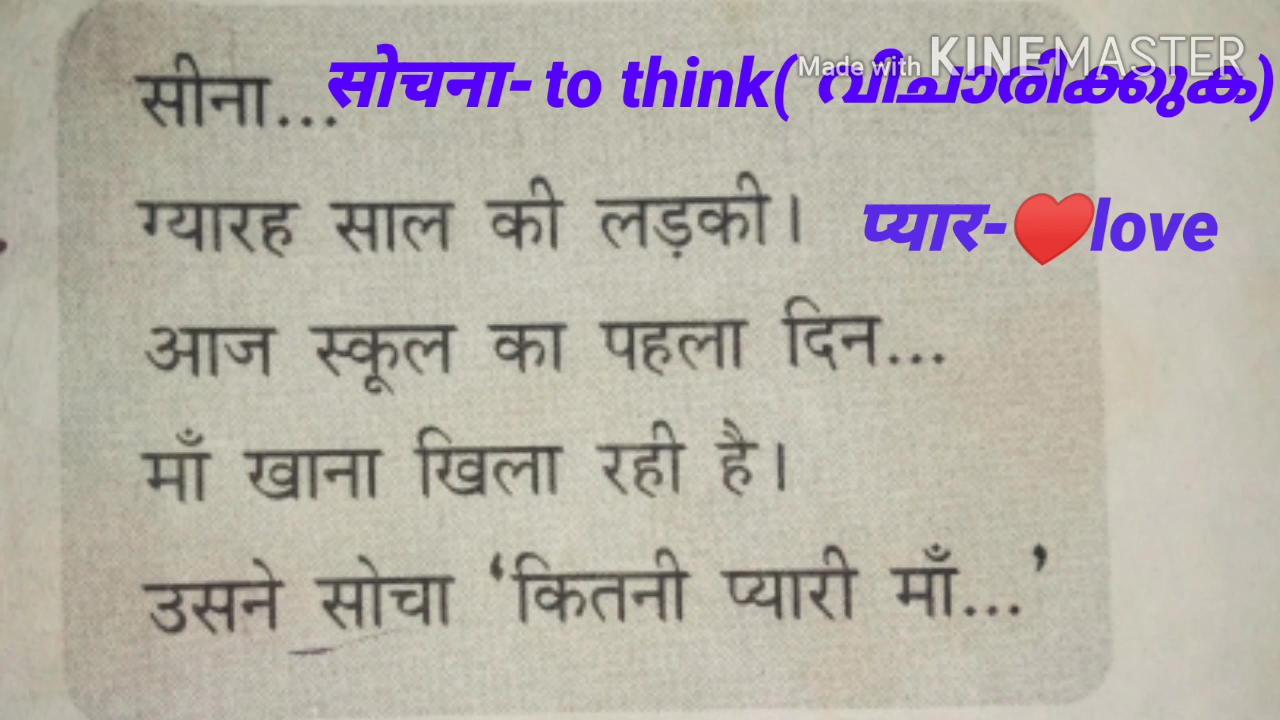 Made with KINEMASTER
सीना... सोचना- to think( വിചാരിക്കുക)
ग्यारह साल की लड़की। प्यार-❤️love
आज स्कूल का पहला दिन...
माँ खाना खिला रही है।
उसने सोचा ‘कितनी प्यारी माँ...’